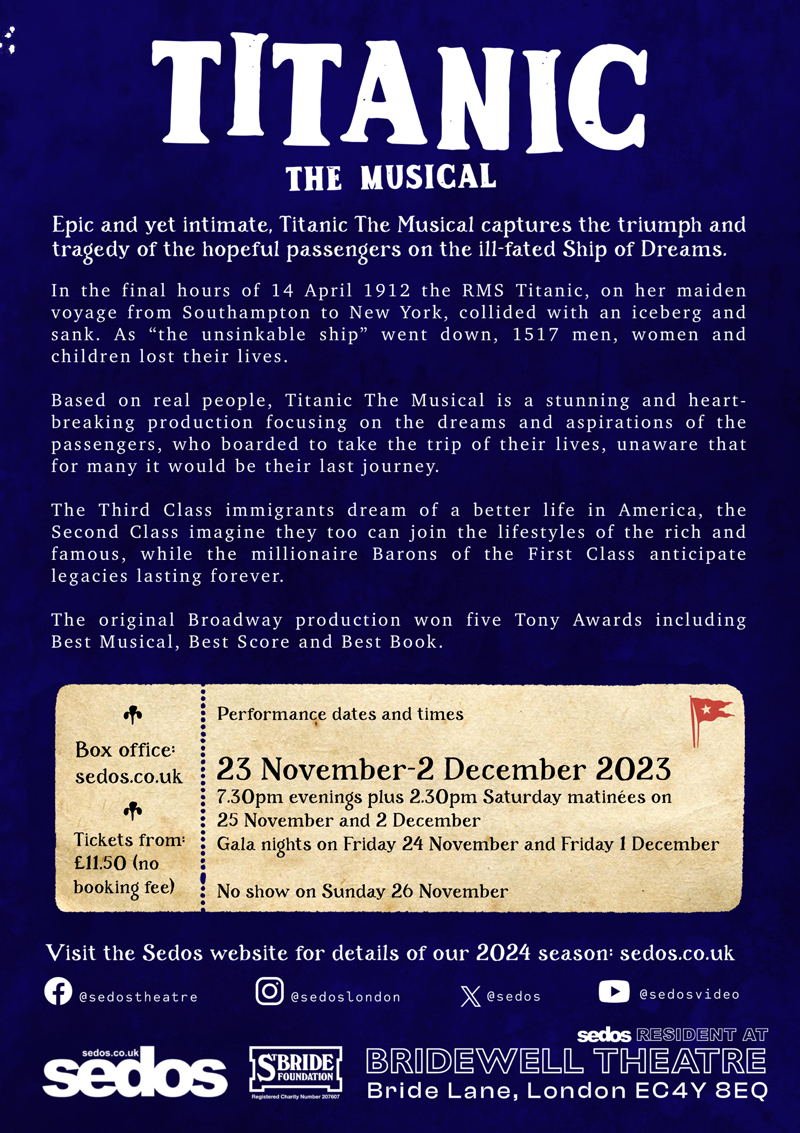 TITANIC
THE MUSICAL
Epic and yet intimate, Titanic The Musical captures the triumph and
tragedy of the hopeful passengers on the ill-fated Ship of Dreams.
In the final hours of 14 April 1912 the RMS Titanic, on her maiden
voyage from Southampton to New York, collided with an iceberg and
sank. As “the unsinkable ship” went down, 1517 men, women and
children lost their lives.
Based on real people, Titanic The Musical is a stunning and heart-
breaking production focusing on the dreams and aspirations of the
passengers, who boarded to take the trip of their lives, unaware that
for many it would be their last journey.
The Third Class immigrants dream of a better life in America, the
Second Class imagine they too can join the lifestyles of the rich and
famous, while the millionaire Barons of the First Class anticipate
legacies lasting forever.
The original Broadway production won five Tony Awards including
Best Musical, Best Score and Best Book.
Box office:
sedos.co.uk
Tickets from:
£11.50 (no
booking fee)
Performance dates and times
23 November-2 December 2023
7.30pm evenings plus 2.30pm Saturday matinées on
25 November and 2 December
Gala nights on Friday 24 November and Friday 1 December
No show on Sunday 26 November
Visit the Sedos website for details of our 2024 season: sedos.co.uk
@sedostheatre
@sedoslondon
@sedos
@sedosvideo
sedos.co.uk
sedos
ST BRIDE
FOUNDATION
Registered Charity Number 207607
sedos RESIDENT AT
BRIDEWELL THEATRE
Bride Lane, London EC4Y 8EQ